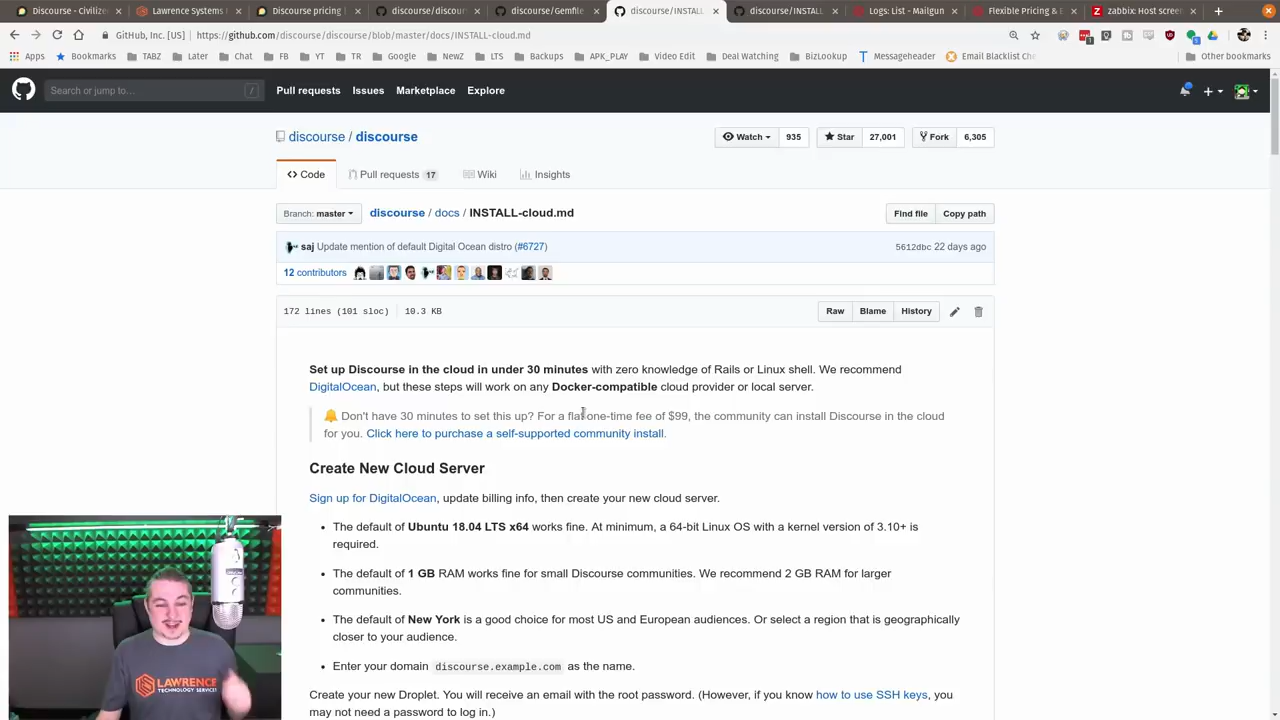 Discourse - Civilize
Lawrence Systems
Discourse pricing
discourse/discour
discourse/Gemfile
discourse/INSTALL
discourse/INSTALL
Logs: List - Mailgun
Flexible Pricing & E
zabbix: Host screen
GitHub, Inc. [US]
https://github.com/discourse/discourse/blob/master/docs/INSTALL-cloud.md
Apps
Bookmarks
TABZ
Later
Chat
FB
YT
TR
Google
NewZ
LTS
Backups
APK_PLAY
Video Edit
Deal Watching
BizLookup
Messageheader
Email Blacklist Che
Other bookmarks
Search or jump to…
/
Pull requests
Issues
Marketplace
Explore
discourse / discourse
Watch
935
Star
27,001
Fork
6,305
Code
Pull requests 17
Wiki
Insights
Branch: master
discourse / docs / INSTALL-cloud.md
Find file
Copy path
saj Update mention of default Digital Ocean distro (#6727)
5612dbc 22 days ago
12 contributors
172 lines (101 sloc)
10.3 KB
Raw
Blame
History
Set up Discourse in the cloud in under 30 minutes with zero knowledge of Rails or Linux shell. We recommend
DigitalOcean, but these steps will work on any Docker-compatible cloud provider or local server.
Don't have 30 minutes to set this up? For a flat one-time fee of $99, the community can install Discourse in the cloud
for you. Click here to purchase a self-supported community install.
Create New Cloud Server
Sign up for DigitalOcean, update billing info, then create your new cloud server.
The default of Ubuntu 18.04 LTS x64 works fine. At minimum, a 64-bit Linux OS with a kernel version of 3.10+ is
required.
The default of 1 GB RAM works fine for small Discourse communities. We recommend 2 GB RAM for larger
communities.
The default of New York is a good choice for most US and European audiences. Or select a region that is geographically
closer to your audience.
Enter your domain discourse.example.com as the name.
Create your new Droplet. You will receive an email with the root password. (However, if you know how to use SSH keys, you
may not need a password to log in.)
LAWRENCE
TECHNOLOGY SERVICES